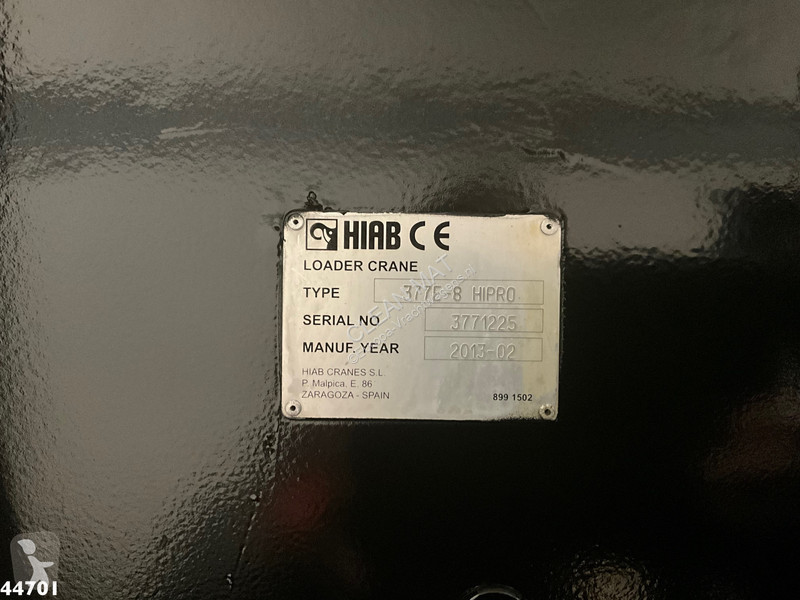 HIAB CE
LOADER CRANE
TYPE 377E-8 HIPRO
SERIAL NO 3771225
MANUF. YEAR 2013-02
HIAB CRANES S.L.
P. Malpica, E. 86
ZARAGOZA - SPAIN
899 1502
CLEANMAT
44701